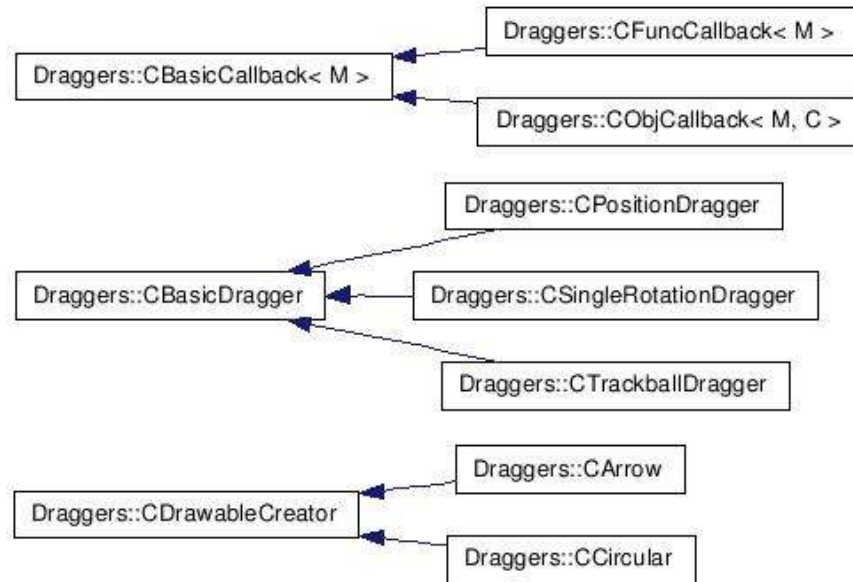 Draggers::CFuncCallback< M >
Draggers::CBasicCallback< M >
Draggers::CObjCallback< M, C >
Draggers::CPositionDragger
Draggers::CBasicDragger
Draggers::CSingleRotationDragger
Draggers::CTrackballDragger
Draggers::CArrow
Draggers::CDrawableCreator
Draggers::CCircular